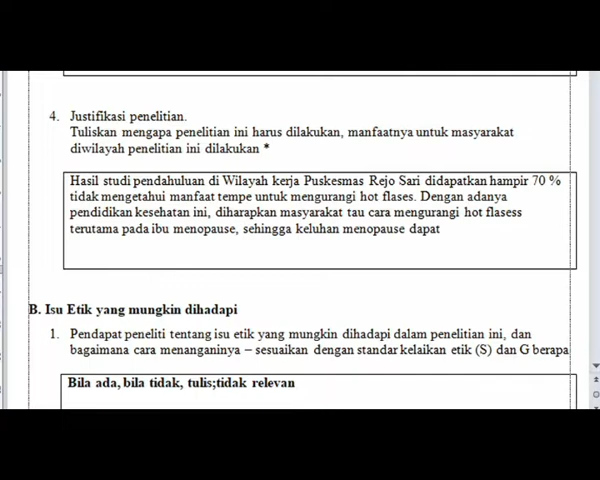 4. Justifikasi penelitian.
Tuliskan mengapa penelitian ini harus dilakukan, manfaatnya untuk masyarakat
diwilayah penelitian ini dilakukan *
Hasil studi pendahuluan di Wilayah kerja Puskesmas Rejo Sari didapatkan hampir 70 %
tidak mengetahui manfaat tempe untuk mengurangi hot flases. Dengan adanya
pendidikan kesehatan ini, diharapkan masyarakat tau cara mengurangi hot flasess
terutama pada ibu menopause, sehingga keluhan menopause dapat
B. Isu Etik yang mungkin dihadapi
1. Pendapat peneliti tentang isu etik yang mungkin dihadapi dalam penelitian ini, dan
bagaimana cara menanganinya – sesuaikan dengan standar kelaikan etik (S) dan G berapa
Bila ada, bila tidak, tulis;tidak relevan